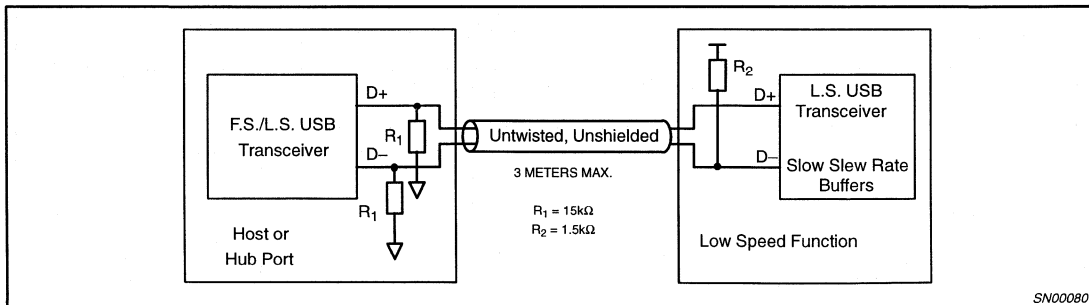 F.S./L.S. USB
Transceiver
D+
D–
R1
R1
Host or
Hub Port
Untwisted, Unshielded
3 METERS MAX.
R1 = 15kΩ
R2 = 1.5kΩ
R2
D+
D–
L.S. USB
Transceiver
Slow Slew Rate
Buffers
Low Speed Function
SN00080